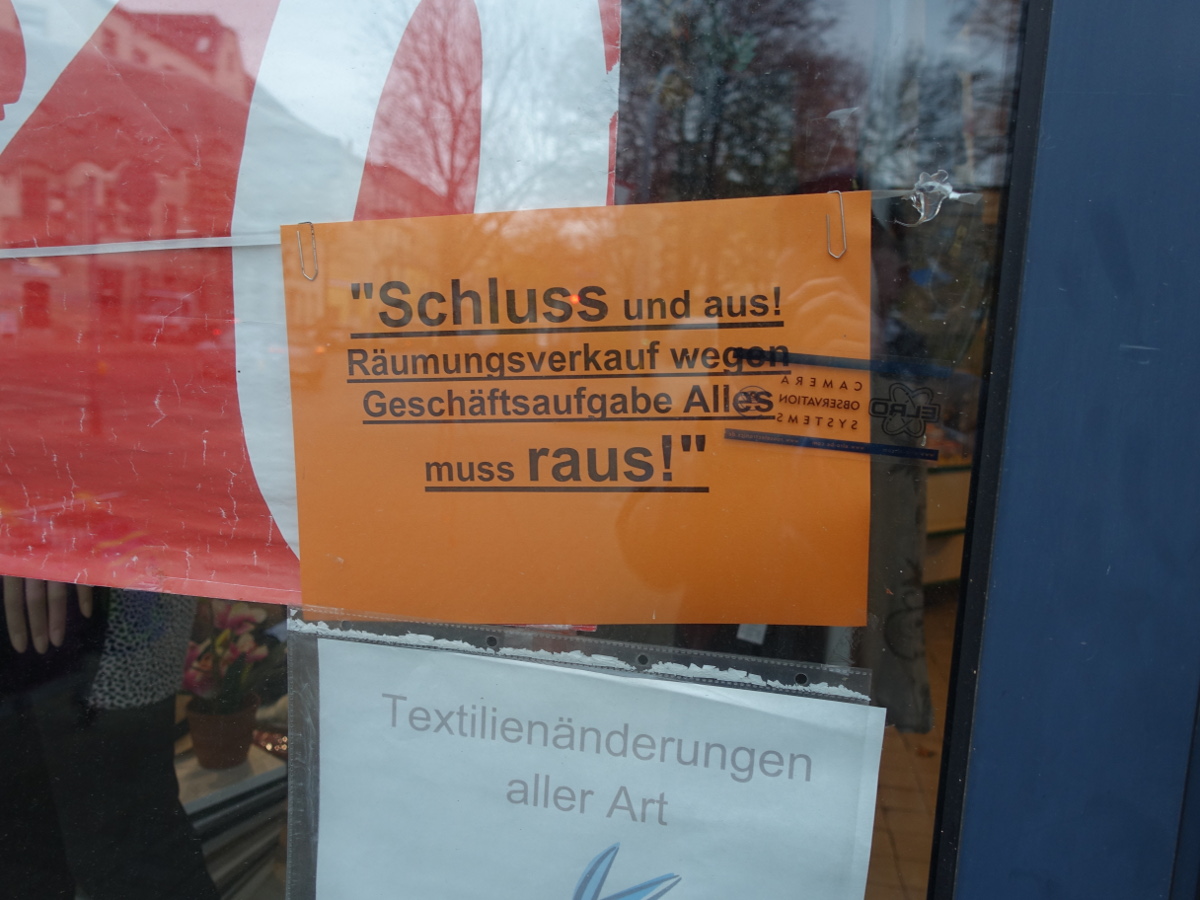 "Schluss und aus!
Räumungsverkauf wegen
Geschäftsaufgabe Alles
muss raus!"
CAMERA
OBSERVATION
SYSTEMS
ELRO
Textilienänderungen
aller Art